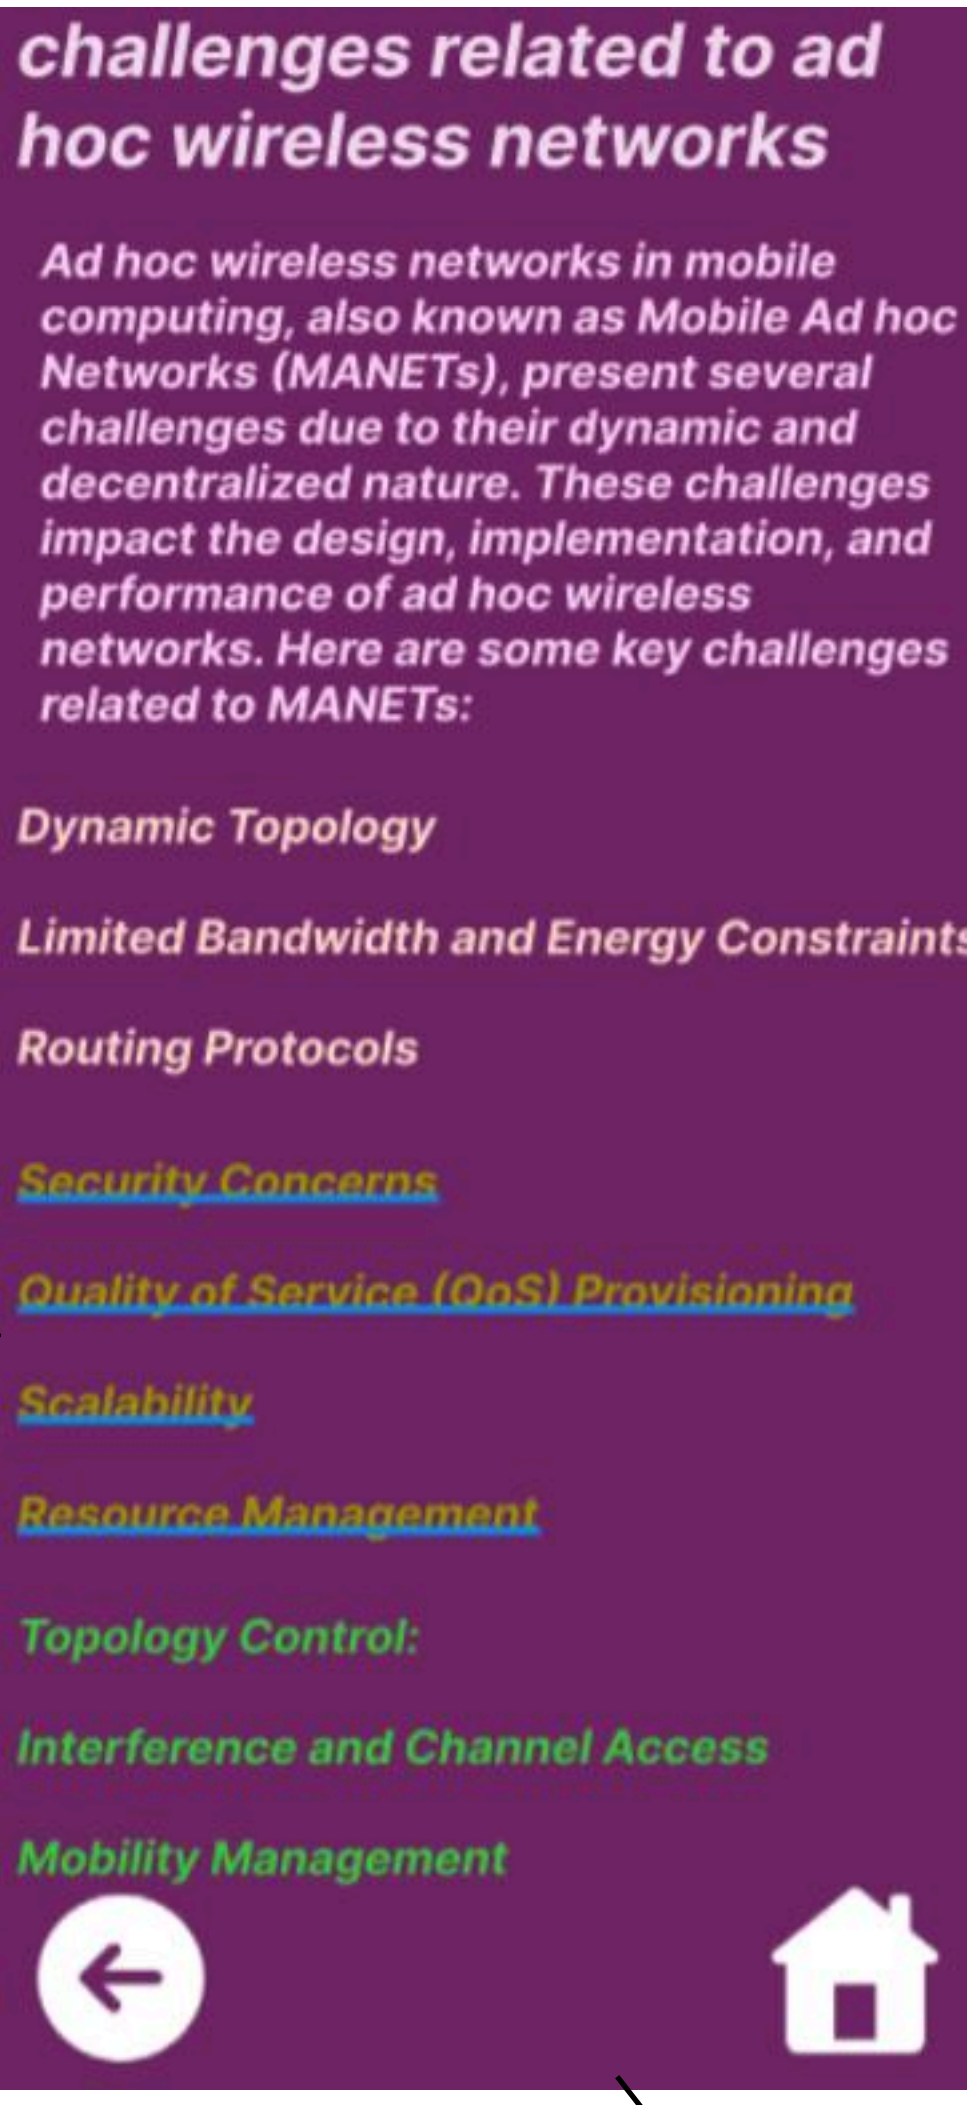 challenges related to ad
hoc wireless networks
Ad hoc wireless networks in mobile
computing, also known as Mobile Ad hoc
Networks (MANETs), present several
challenges due to their dynamic and
decentralized nature. These challenges
impact the design, implementation, and
performance of ad hoc wireless
networks. Here are some key challenges
related to MANETs:
Dynamic Topology
Limited Bandwidth and Energy Constraints
Routing Protocols
Security Concerns
Quality of Service (QoS) Provisioning
Scalability
Resource Management
Topology Control:
Interference and Channel Access
Mobility Management